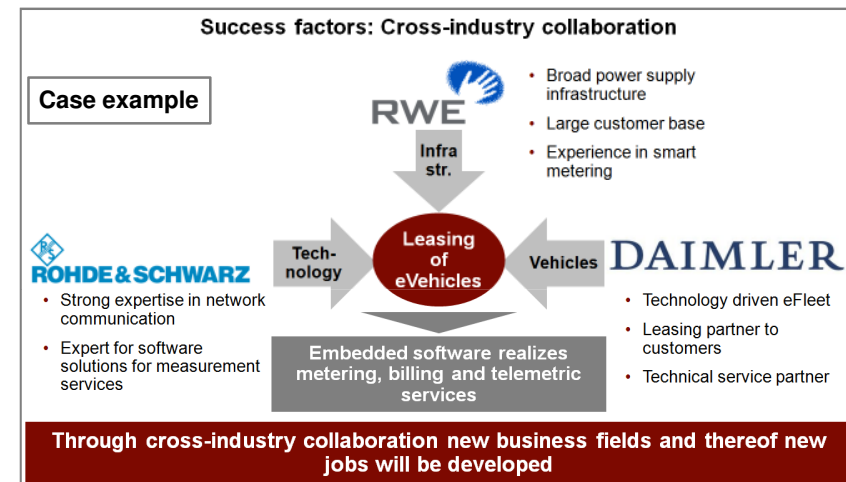 Success factors: Cross-industry collaboration
Case example
RWE
• Broad power supply
infrastructure
• Large customer base
• Experience in smart
metering
Infra
str.
R&S
ROHDE & SCHWARZ
• Strong expertise in network
communication
• Expert for software
solutions for measurement
services
Tech-
nology
Leasing
of
eVehicles
Vehicles
DAIMLER
• Technology driven eFleet
• Leasing partner to
customers
• Technical service partner
Embedded software realizes
metering, billing and telemetric
services
Through cross-industry collaboration new business fields and thereof new
jobs will be developed